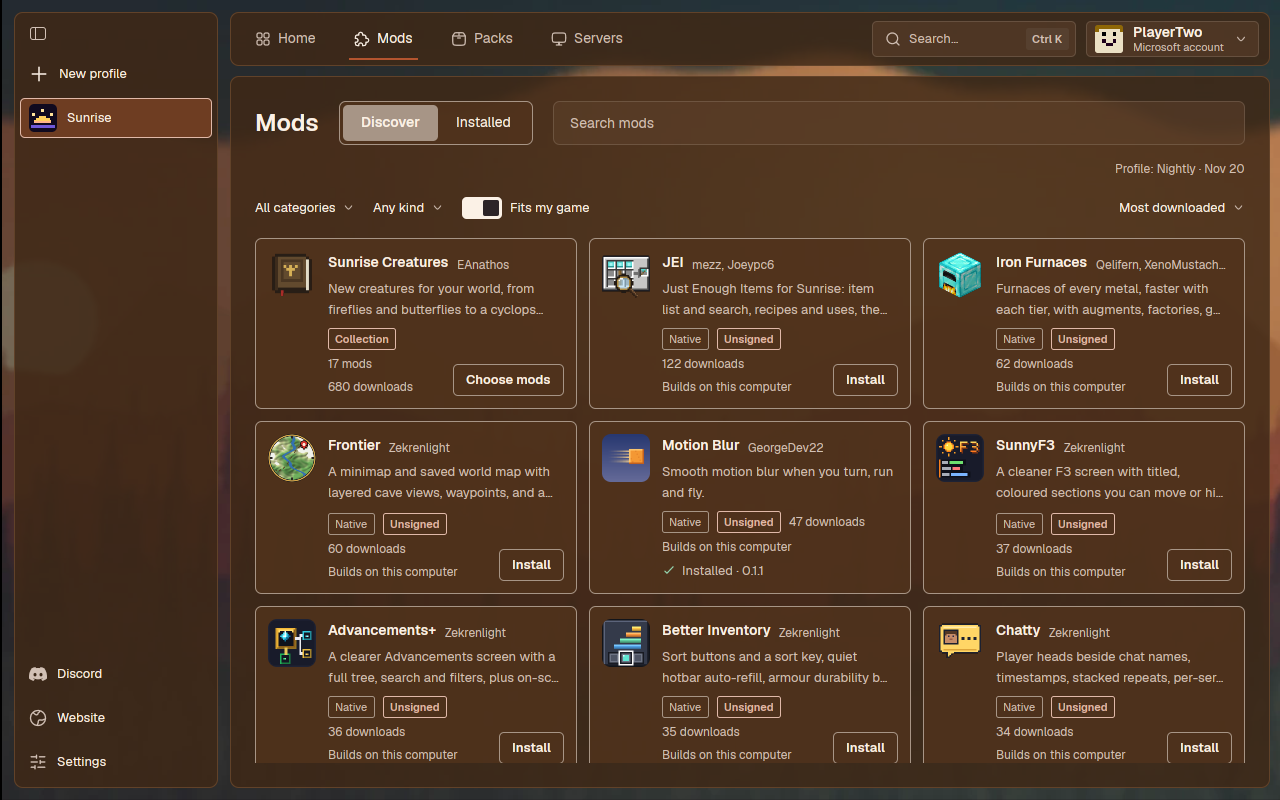 New profile
Sunrise
Discord
Website
Settings
Home
Mods
Packs
Servers
Search...
Ctrl K
PlayerTwo
Microsoft account
Mods
Discover
Installed
Search mods
Profile: Nightly · Nov 20
All categories
Any kind
Fits my game
Most downloaded
Sunrise Creatures EAnathos
New creatures for your world, from
fireflies and butterflies to a cyclops...
Collection
17 mods
680 downloads
Choose mods
JEI mezz, Joeypc6
Just Enough Items for Sunrise: item
list and search, recipes and uses, the...
Native Unsigned
122 downloads
Builds on this computer
Install
Iron Furnaces Qelifern, XenoMustach...
Furnaces of every metal, faster with
each tier, with augments, factories, g...
Native Unsigned
62 downloads
Builds on this computer
Install
Frontier Zekrenlight
A minimap and saved world map with
layered cave views, waypoints, and a...
Native Unsigned
60 downloads
Builds on this computer
Install
Motion Blur GeorgeDev22
Smooth motion blur when you turn, run
and fly.
Native Unsigned 47 downloads
Builds on this computer
Installed · 0.1.1
F3
SunnyF3 Zekrenlight
A cleaner F3 screen with titled,
coloured sections you can move or hi...
Native Unsigned
37 downloads
Builds on this computer
Install
Advancements+ Zekrenlight
A clearer Advancements screen with a
full tree, search and filters, plus on-sc...
Native Unsigned
36 downloads
Builds on this computer
Install
Better Inventory Zekrenlight
Sort buttons and a sort key, quiet
hotbar auto-refill, armour durability b...
Native Unsigned
35 downloads
Builds on this computer
Install
Chatty Zekrenlight
Player heads beside chat names,
timestamps, stacked repeats, per-ser...
Native Unsigned
34 downloads
Builds on this computer
Install